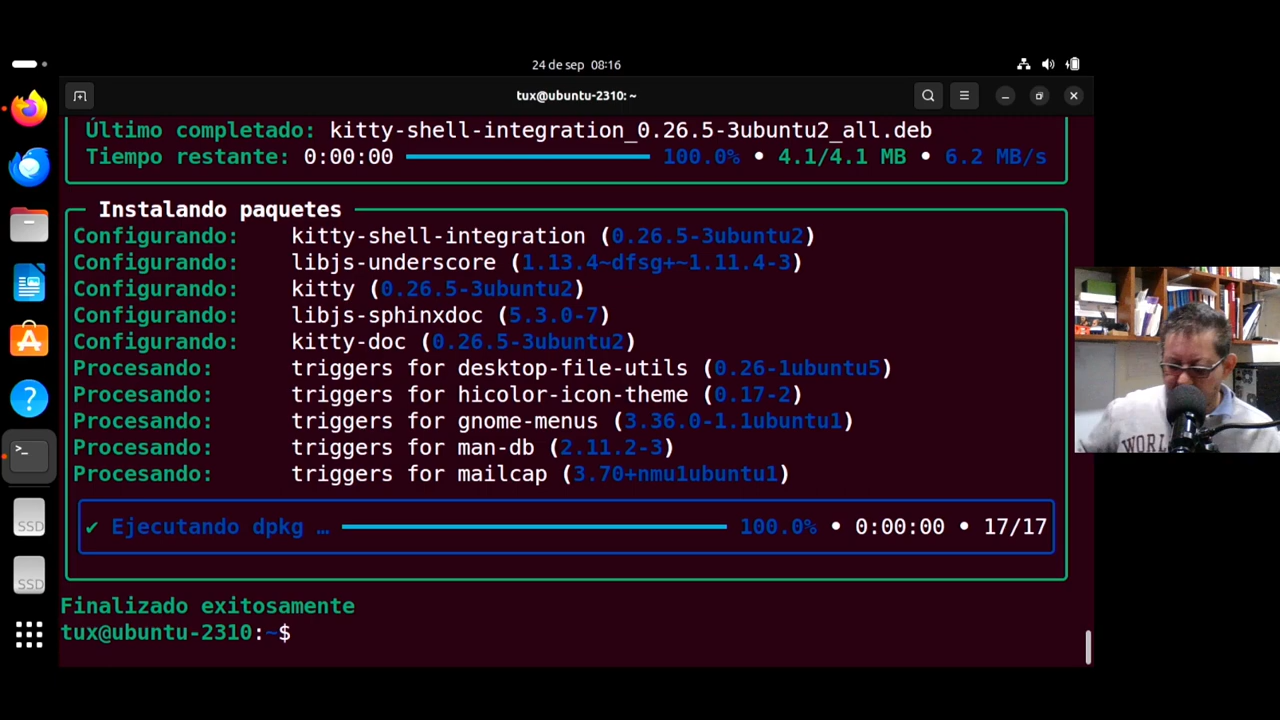 24 de sep 08:16
tux@ubuntu-2310: ~
Último completado: kitty-shell-integration_0.26.5-3ubuntu2_all.deb
Tiempo restante: 0:00:00 100.0% • 4.1/4.1 MB • 6.2 MB/s
Instalando paquetes
Configurando: kitty-shell-integration (0.26.5-3ubuntu2)
Configurando: libjs-underscore (1.13.4~dfsg+~1.11.4-3)
Configurando: kitty (0.26.5-3ubuntu2)
Configurando: libjs-sphinxdoc (5.3.0-7)
Configurando: kitty-doc (0.26.5-3ubuntu2)
Procesando: triggers for desktop-file-utils (0.26-1ubuntu5)
Procesando: triggers for hicolor-icon-theme (0.17-2)
Procesando: triggers for gnome-menus (3.36.0-1.1ubuntu1)
Procesando: triggers for man-db (2.11.2-3)
Procesando: triggers for mailcap (3.70+nmu1ubuntu1)
✔ Ejecutando dpkg … 100.0% • 0:00:00 • 17/17
Finalizado exitosamente
tux@ubuntu-2310:~$
SSD
SSD
WORL